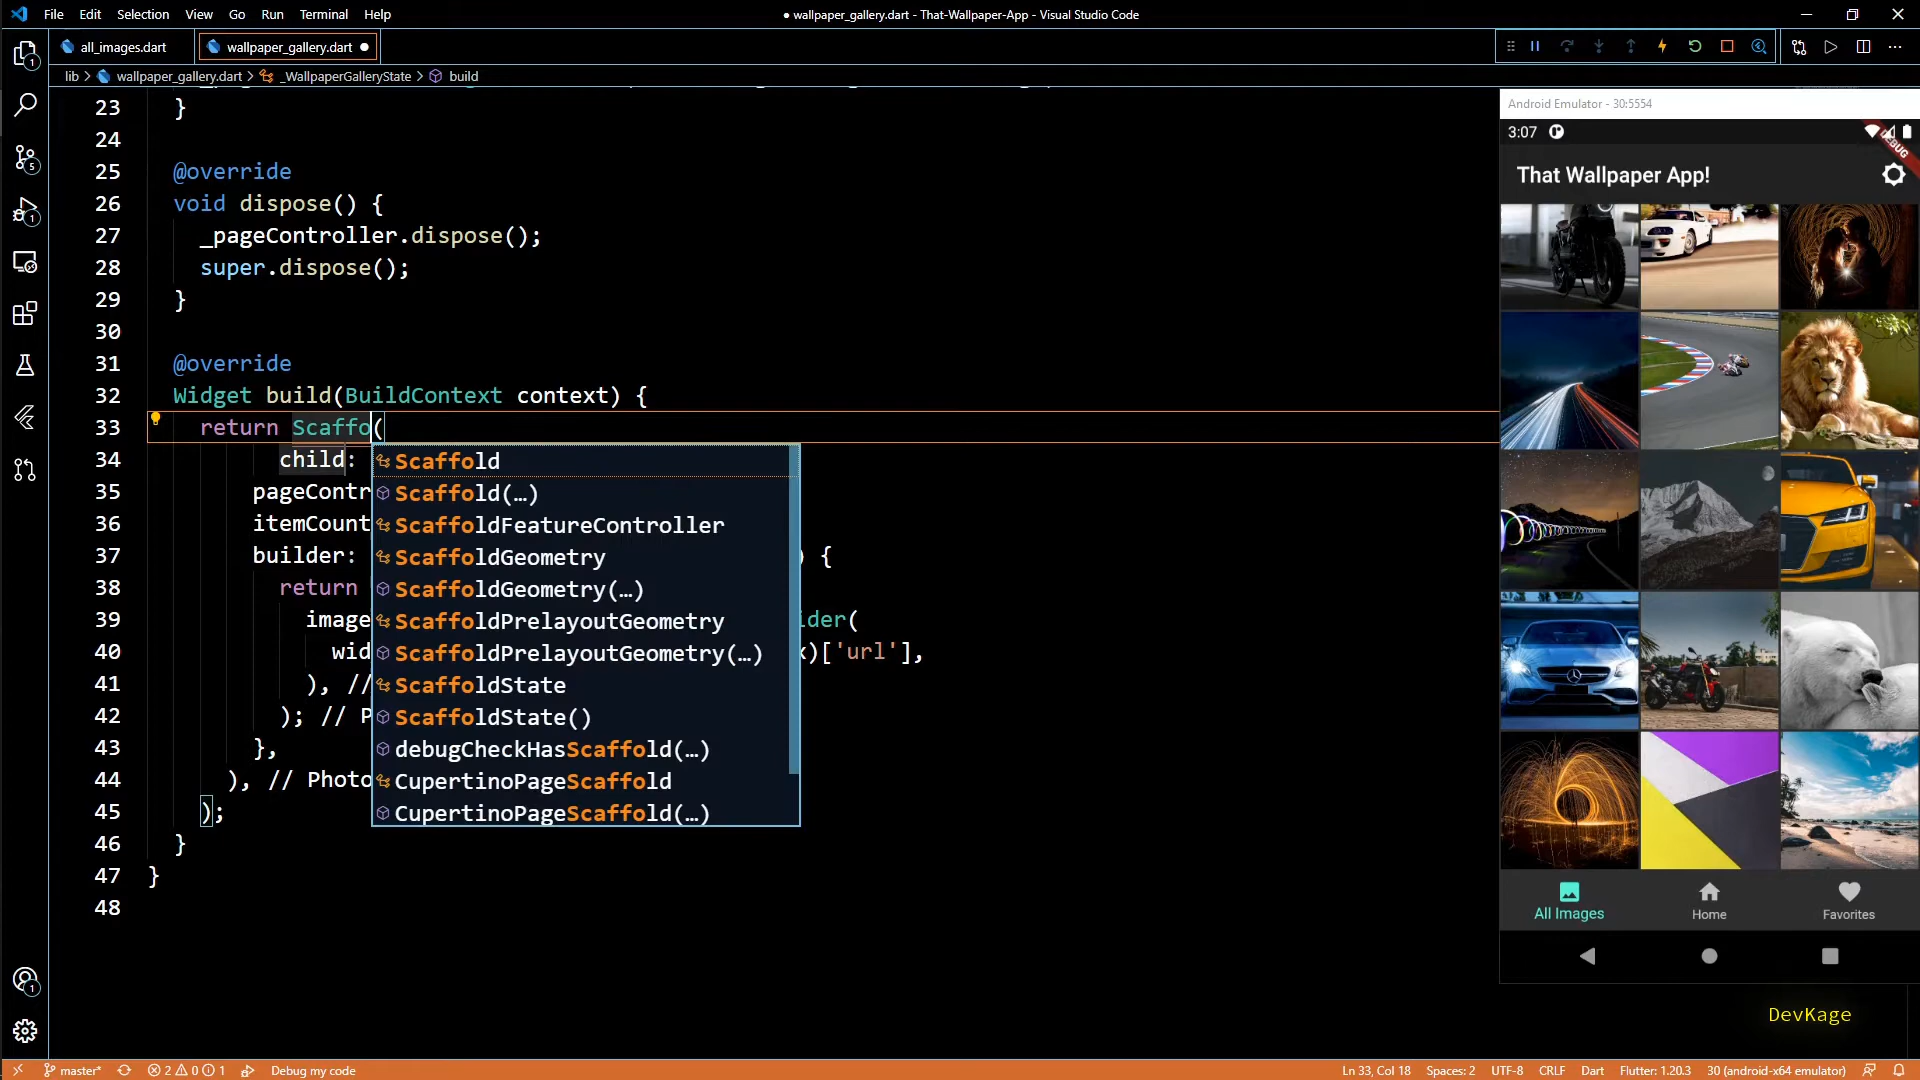 File Edit Selection View Go Run Terminal Help
● wallpaper_gallery.dart - That-Wallpaper-App - Visual Studio Code
all_images.dart
wallpaper_gallery.dart ●
lib > wallpaper_gallery.dart > _WallpaperGalleryState > build
23 }
24
25 @override
26 void dispose() {
27 _pageController.dispose();
28 super.dispose();
29 }
30
31 @override
32 Widget build(BuildContext context) {
33 return Scaffo(
34 child:
35 pageContr
36 itemCount
37 builder: ) {
38 return
39 image ider(
40 wid x)['url'],
41 ), //
42 ); // P
43 },
44 ), // Photo
45 );
46 }
47 }
48
Scaffold
Scaffold(…)
ScaffoldFeatureController
ScaffoldGeometry
ScaffoldGeometry(…)
ScaffoldPrelayoutGeometry
ScaffoldPrelayoutGeometry(…)
ScaffoldState
ScaffoldState()
debugCheckHasScaffold(…)
CupertinoPageScaffold
CupertinoPageScaffold(…)
1
5
1
1
Android Emulator - 30:5554
3:07
DEBUG
That Wallpaper App!
All Images
Home
Favorites
DevKage
master* 2 0 1 Debug my code
Ln 33, Col 18 Spaces: 2 UTF-8 CRLF Dart Flutter: 1.20.3 30 (android-x64 emulator)